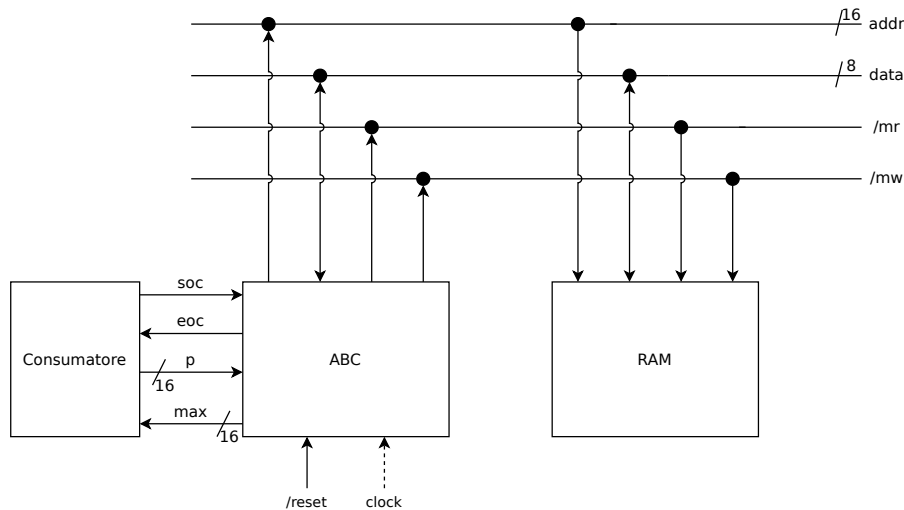 16
addr
8
data
/mr
/mw
soc
eoc
p
16
max
16
Consumatore
ABC
RAM
/reset
clock